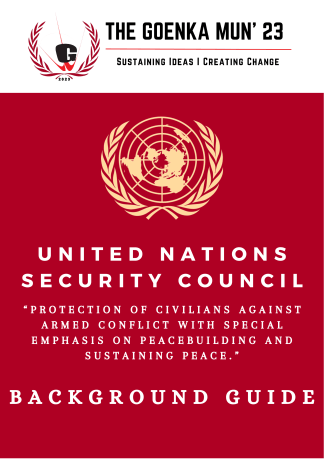 THE GOENKA MUN' 23
SUSTAINING IDEAS | CREATING CHANGE
G
2023
UNITED NATIONS
SECURITY COUNCIL
"PROTECTION OF CIVILIANS AGAINST
ARMED CONFLICT WITH SPECIAL
EMPHASIS ON PEACEBUILDING AND
SUSTAINING PEACE."
BACKGROUND GUIDE